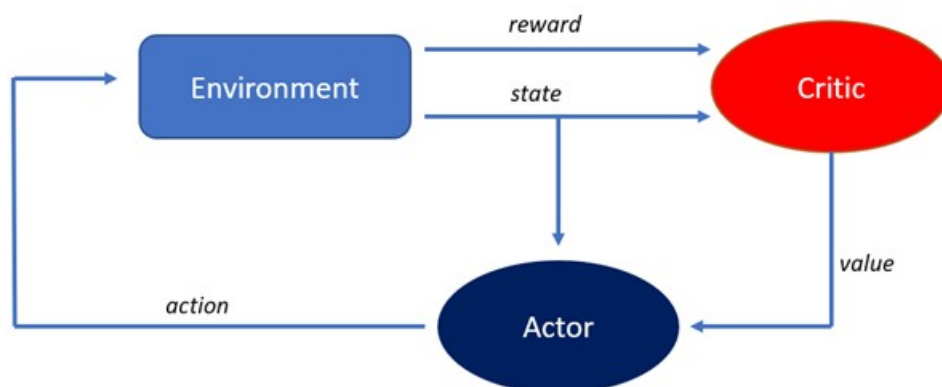 reward
Environment
state
Critic
value
action
Actor